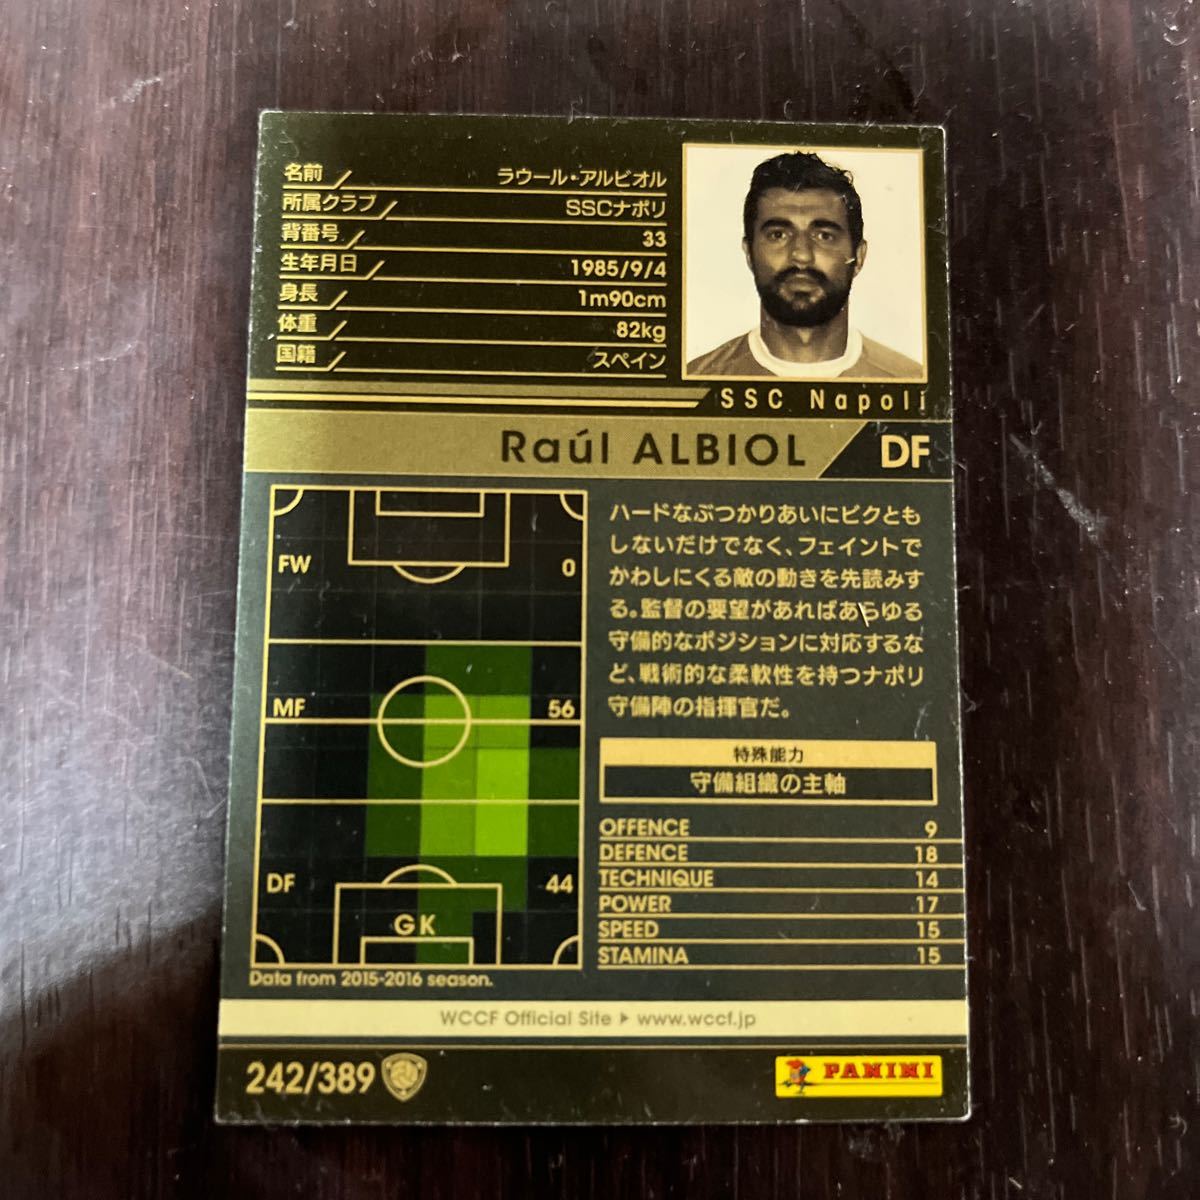 名前 ラウール・アルビオル
所属クラブ SSCナポリ
背番号 33
生年月日 1985/9/4
身長 1m90cm
体重 82kg
国籍 スペイン
SSC Napoli
Raúl ALBIOL DF
FW 0
MF 56
DF 44
GK
Data from 2015-2016 season.
ハードなぶつかりあいにビクとも
しないだけでなく、フェイントで
かわしにくる敵の動きを先読みす
る。監督の要望があればあらゆる
守備的なポジションに対応するな
ど、戦術的な柔軟性を持つナポリ
守備陣の指揮官だ。
特殊能力
守備組織の主軸
OFFENCE 9
DEFENCE 18
TECHNIQUE 14
POWER 17
SPEED 15
STAMINA 15
WCCF Official Site ▶ www.wccf.jp
242/389
PANINI